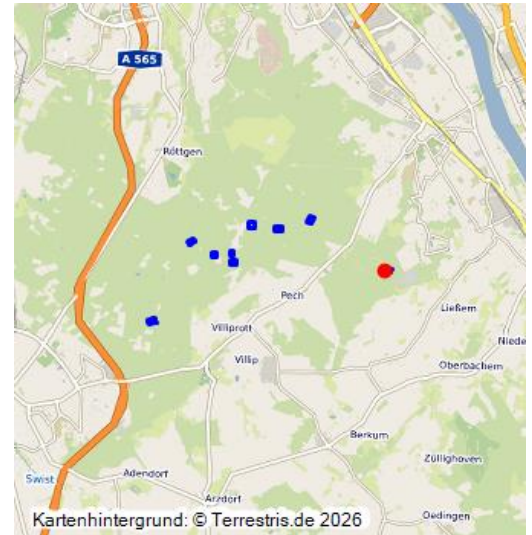 A 565
Röttgen
Pech
Ließem
Villiprott
Niede
Villip
Oberbachem
Berkum
Züllighoven
Swist
Adendorf
Arzdorf
Oedingen
Kartenhintergrund: © Terrestris.de 2026